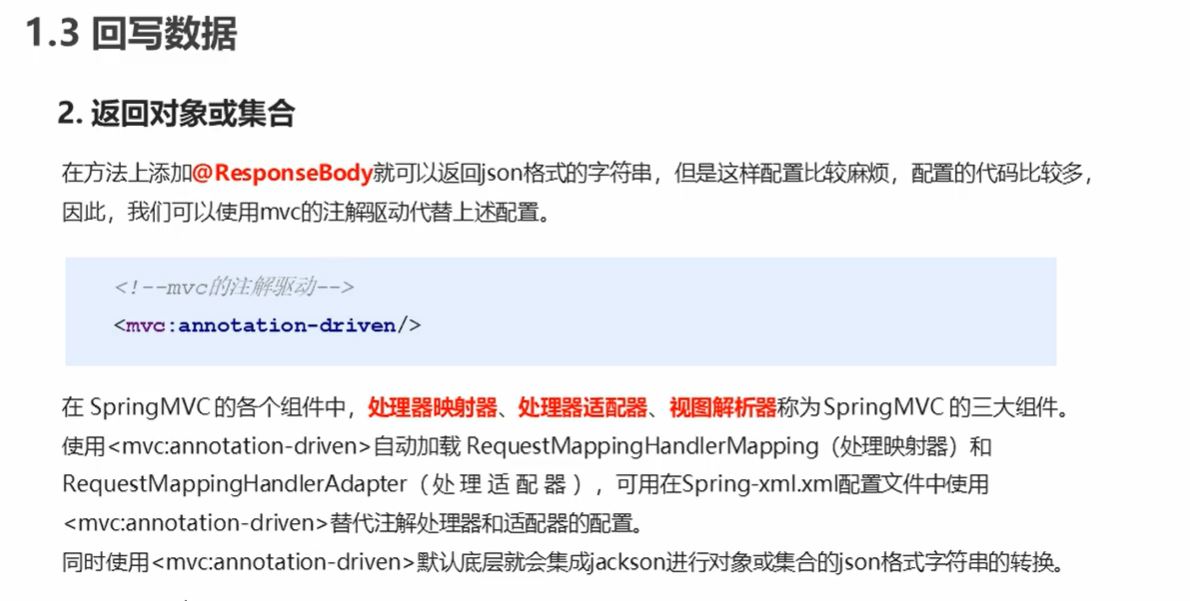 1.3 回写数据
2. 返回对象或集合
在方法上添加@ResponseBody就可以返回json格式的字符串，但是这样配置比较麻烦，配置的代码比较多，
因此，我们可以使用mvc的注解驱动代替上述配置。
<!--mvc的注解驱动-->
<mvc:annotation-driven/>
在 SpringMVC 的各个组件中，处理器映射器、处理器适配器、视图解析器称为SpringMVC 的三大组件。
使用<mvc:annotation-driven>自动加载 RequestMappingHandlerMapping（处理映射器）和
RequestMappingHandlerAdapter（ 处 理 适 配 器 ），可用在Spring-xml.xml配置文件中使用
<mvc:annotation-driven>替代注解处理器和适配器的配置。
同时使用<mvc:annotation-driven>默认底层就会集成jackson进行对象或集合的json格式字符串的转换。